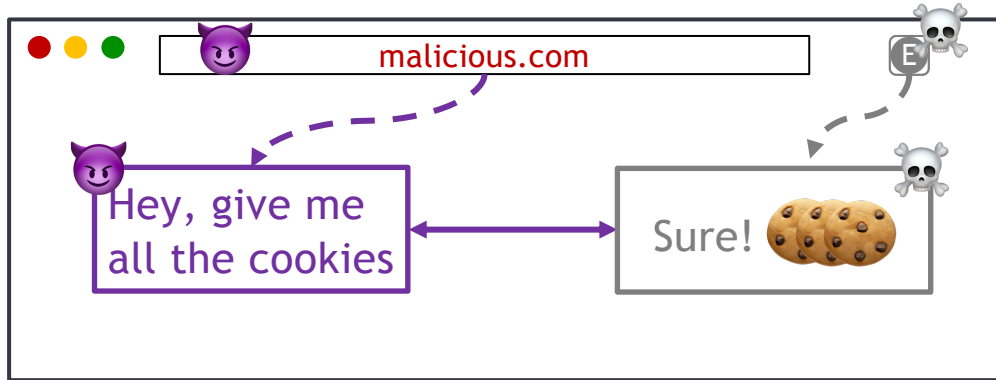 malicious.com
E
Hey, give me
all the cookies
Sure!